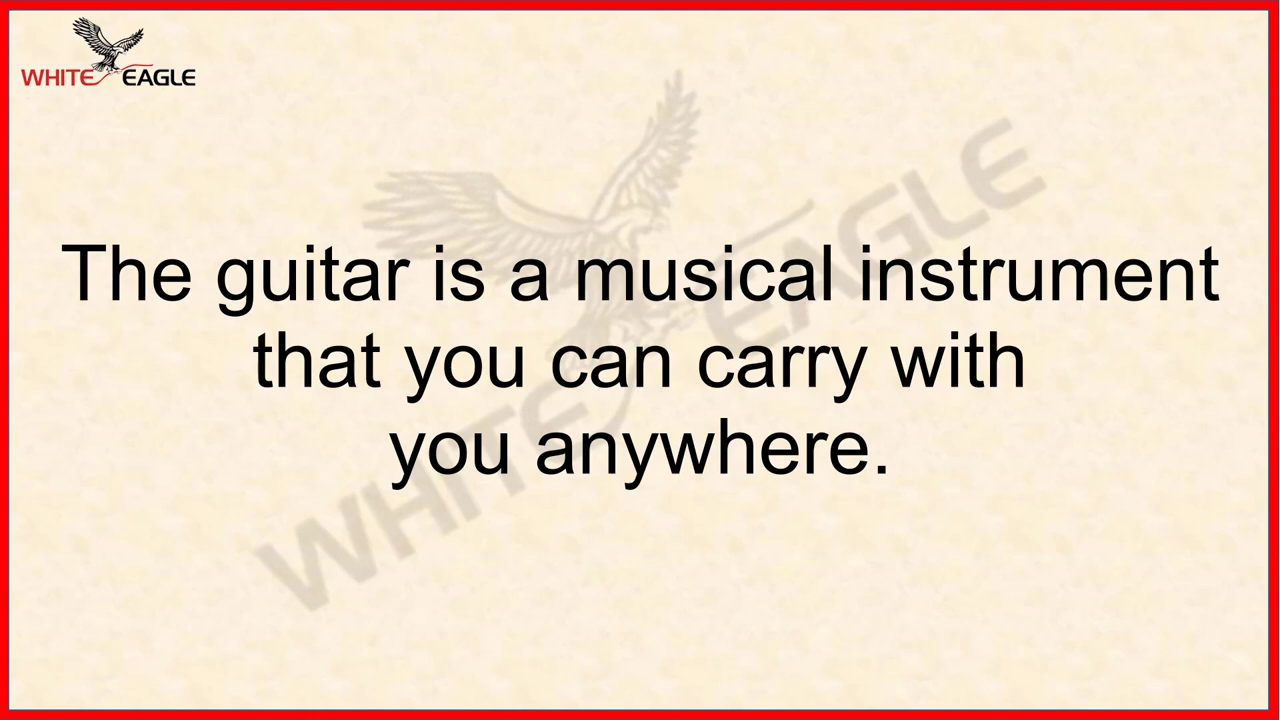 WHITE EAGLE
The guitar is a musical instrument
that you can carry with
you anywhere.
WHITE EAGLE